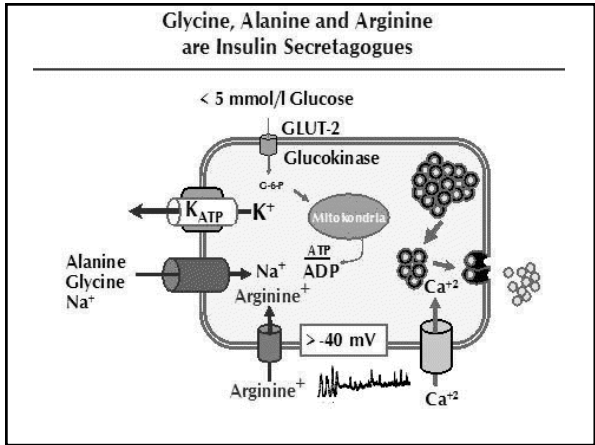 Glycine, Alanine and Arginine
are Insulin Secretagogues
< 5 mmol/l Glucose
GLUT-2
Glucokinase
G-6-P
K_ATP
K⁺
Mitokondria
ATP
ADP
Alanine
Glycine
Na⁺
Na⁺
Arginine⁺
Ca⁺²
> -40 mV
Arginine⁺
Ca⁺²